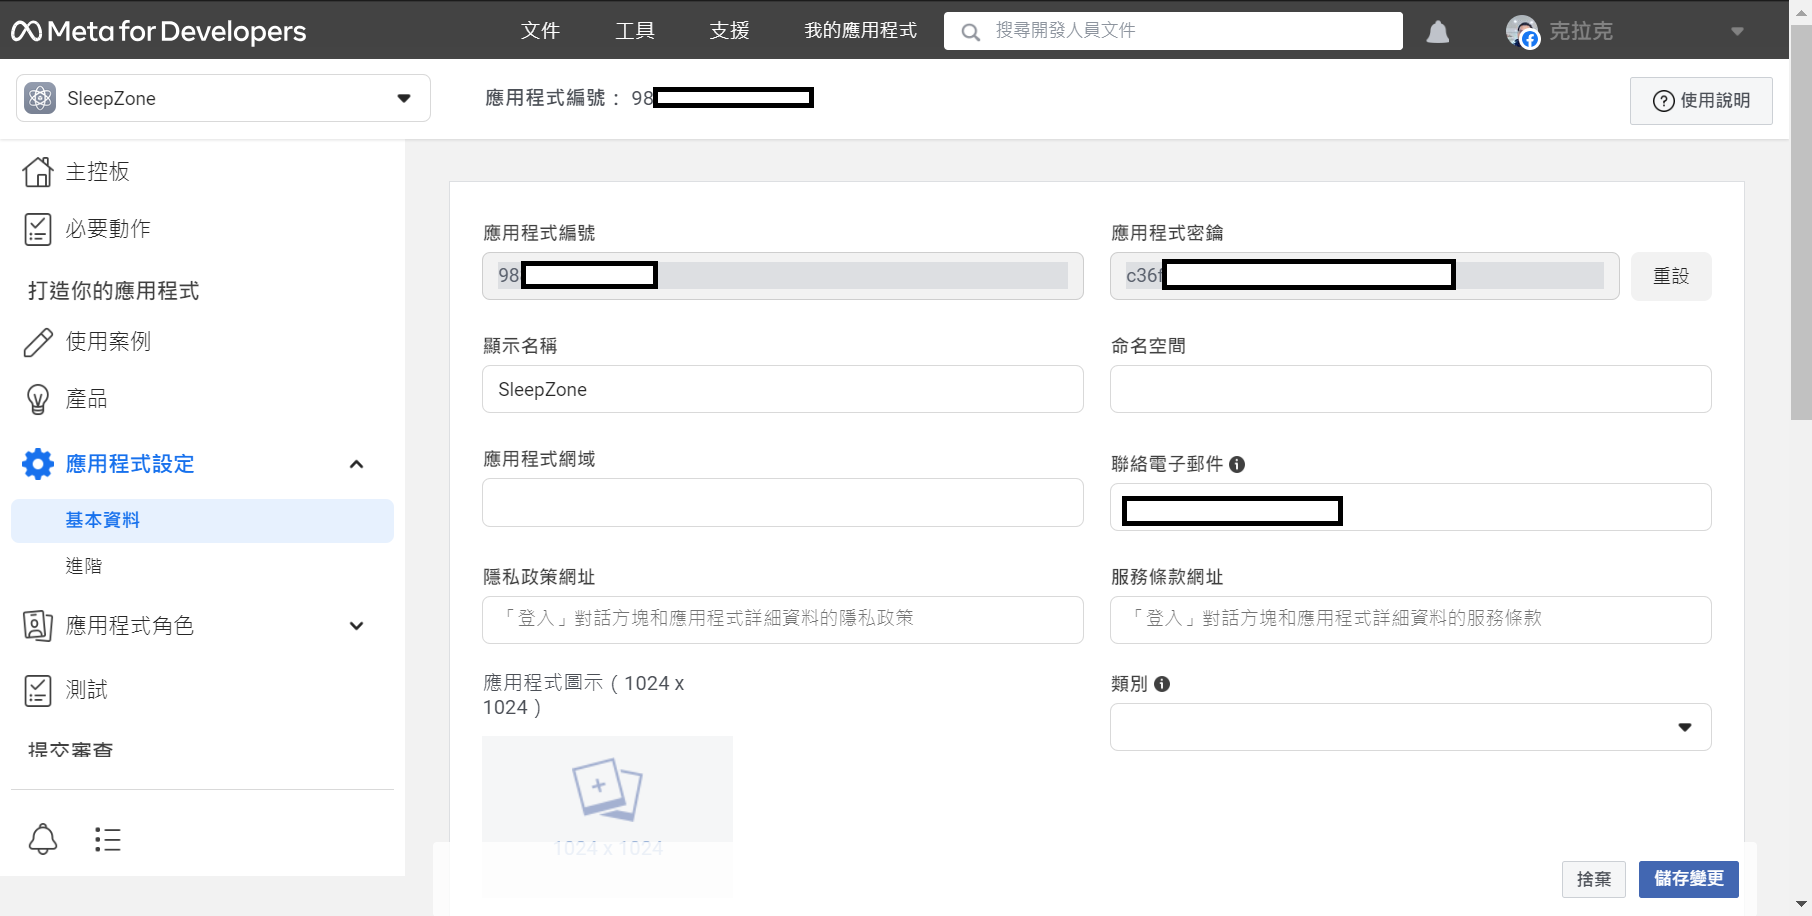 Meta for Developers
文件
工具
支援
我的應用程式
搜尋開發人員文件
克拉克
SleepZone
應用程式編號： 98
使用說明
主控板
必要動作
打造你的應用程式
使用案例
產品
應用程式設定
基本資料
進階
應用程式角色
測試
提交審查
應用程式編號
98
應用程式密鑰
c36f
重設
顯示名稱
SleepZone
命名空間
應用程式網域
聯絡電子郵件
隱私政策網址
「登入」對話方塊和應用程式詳細資料的隱私政策
服務條款網址
「登入」對話方塊和應用程式詳細資料的服務條款
應用程式圖示（1024 x
1024）
類別
1024 x 1024
捨棄
儲存變更